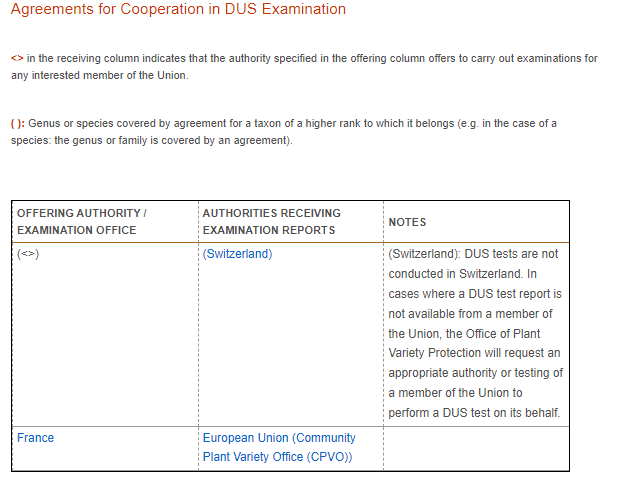 Agreements for Cooperation in DUS Examination
<> in the receiving column indicates that the authority specified in the offering column offers to carry out examinations for
any interested member of the Union.
( ): Genus or species covered by agreement for a taxon of a higher rank to which it belongs (e.g. in the case of a
species: the genus or family is covered by an agreement).
OFFERING AUTHORITY /
EXAMINATION OFFICE
AUTHORITIES RECEIVING
EXAMINATION REPORTS
NOTES
(<>)
(Switzerland)
(Switzerland): DUS tests are not
conducted in Switzerland. In
cases where a DUS test report is
not available from a member of
the Union, the Office of Plant
Variety Protection will request an
appropriate authority or testing of
a member of the Union to
perform a DUS test on its behalf.
France
European Union (Community
Plant Variety Office (CPVO))